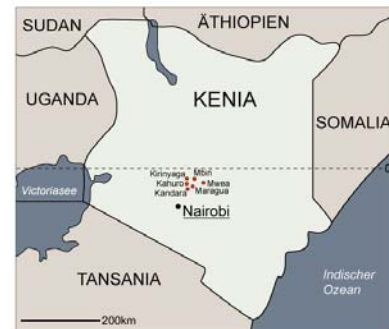 SUDAN
ÄTHIOPIEN
UGANDA
KENIA
SOMALIA
Kirinyaga Mbiri
Kahuro Mwea
Kandara Maragua
Victoriasee
Nairobi
TANSANIA
Indischer
Ozean
200km